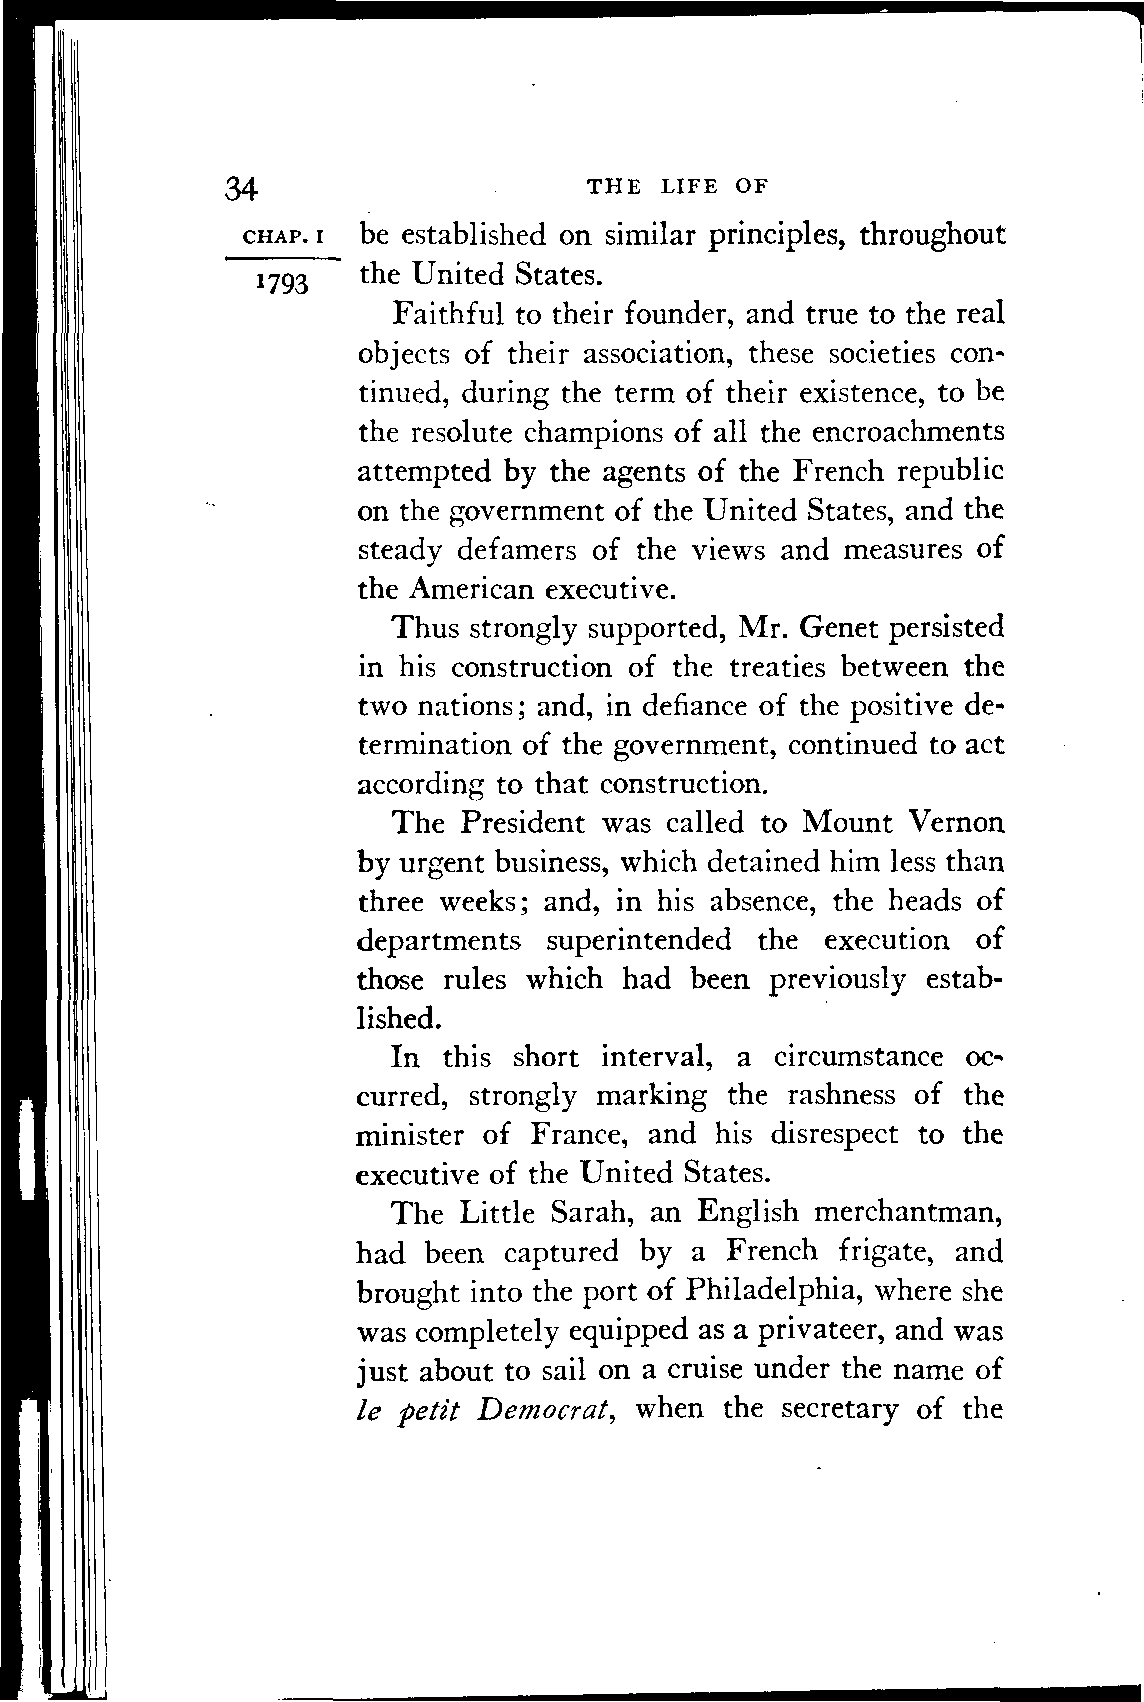 34 THE LIFE OF
CHAP. I be established on similar principles, throughout
1793 the United States.
Faithful to their founder, and true to the real
objects of their association, these societies con-
tinued, during the term of their existence, to be
the resolute champions of all the encroachments
attempted by the agents of the French republic
on the government of the United States, and the
steady defamers of the views and measures of
the American executive.
Thus strongly supported, Mr. Genet persisted
in his construction of the treaties between the
two nations; and, in defiance of the positive de-
termination of the government, continued to act
according to that construction.
The President was called to Mount Vernon
by urgent business, which detained him less than
three weeks; and, in his absence, the heads of
departments superintended the execution of
those rules which had been previously estab-
lished.
In this short interval, a circumstance oc-
curred, strongly marking the rashness of the
minister of France, and his disrespect to the
executive of the United States.
The Little Sarah, an English merchantman,
had been captured by a French frigate, and
brought into the port of Philadelphia, where she
was completely equipped as a privateer, and was
just about to sail on a cruise under the name of
le petit Democrat, when the secretary of the